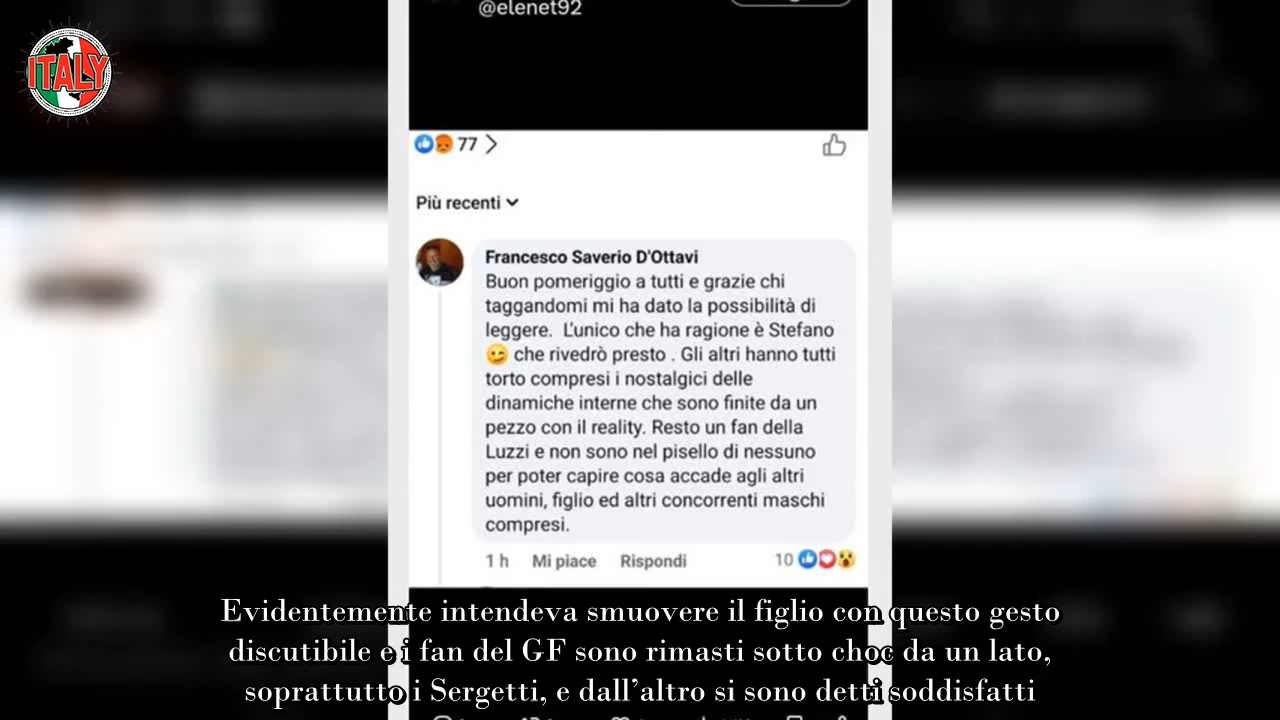 @elenet92
ITALY
77
Più recenti
Francesco Saverio D'Ottavi
Buon pomeriggio a tutti e grazie chi
taggandomi mi ha dato la possibilità di
leggere. L'unico che ha ragione è Stefano
😉 che rivedrò presto . Gli altri hanno tutti
torto compresi i nostalgici delle
dinamiche interne che sono finite da un
pezzo con il reality. Resto un fan della
Luzzi e non sono nel pisello di nessuno
per poter capire cosa accade agli altri
uomini, figlio ed altri concorrenti maschi
compresi.
1 h Mi piace Rispondi 10
Evidentemente intendeva smuovere il figlio con questo gesto
discutibile e i fan del GF sono rimasti sotto choc da un lato,
soprattutto i Sergetti, e dall'altro si sono detti soddisfatti